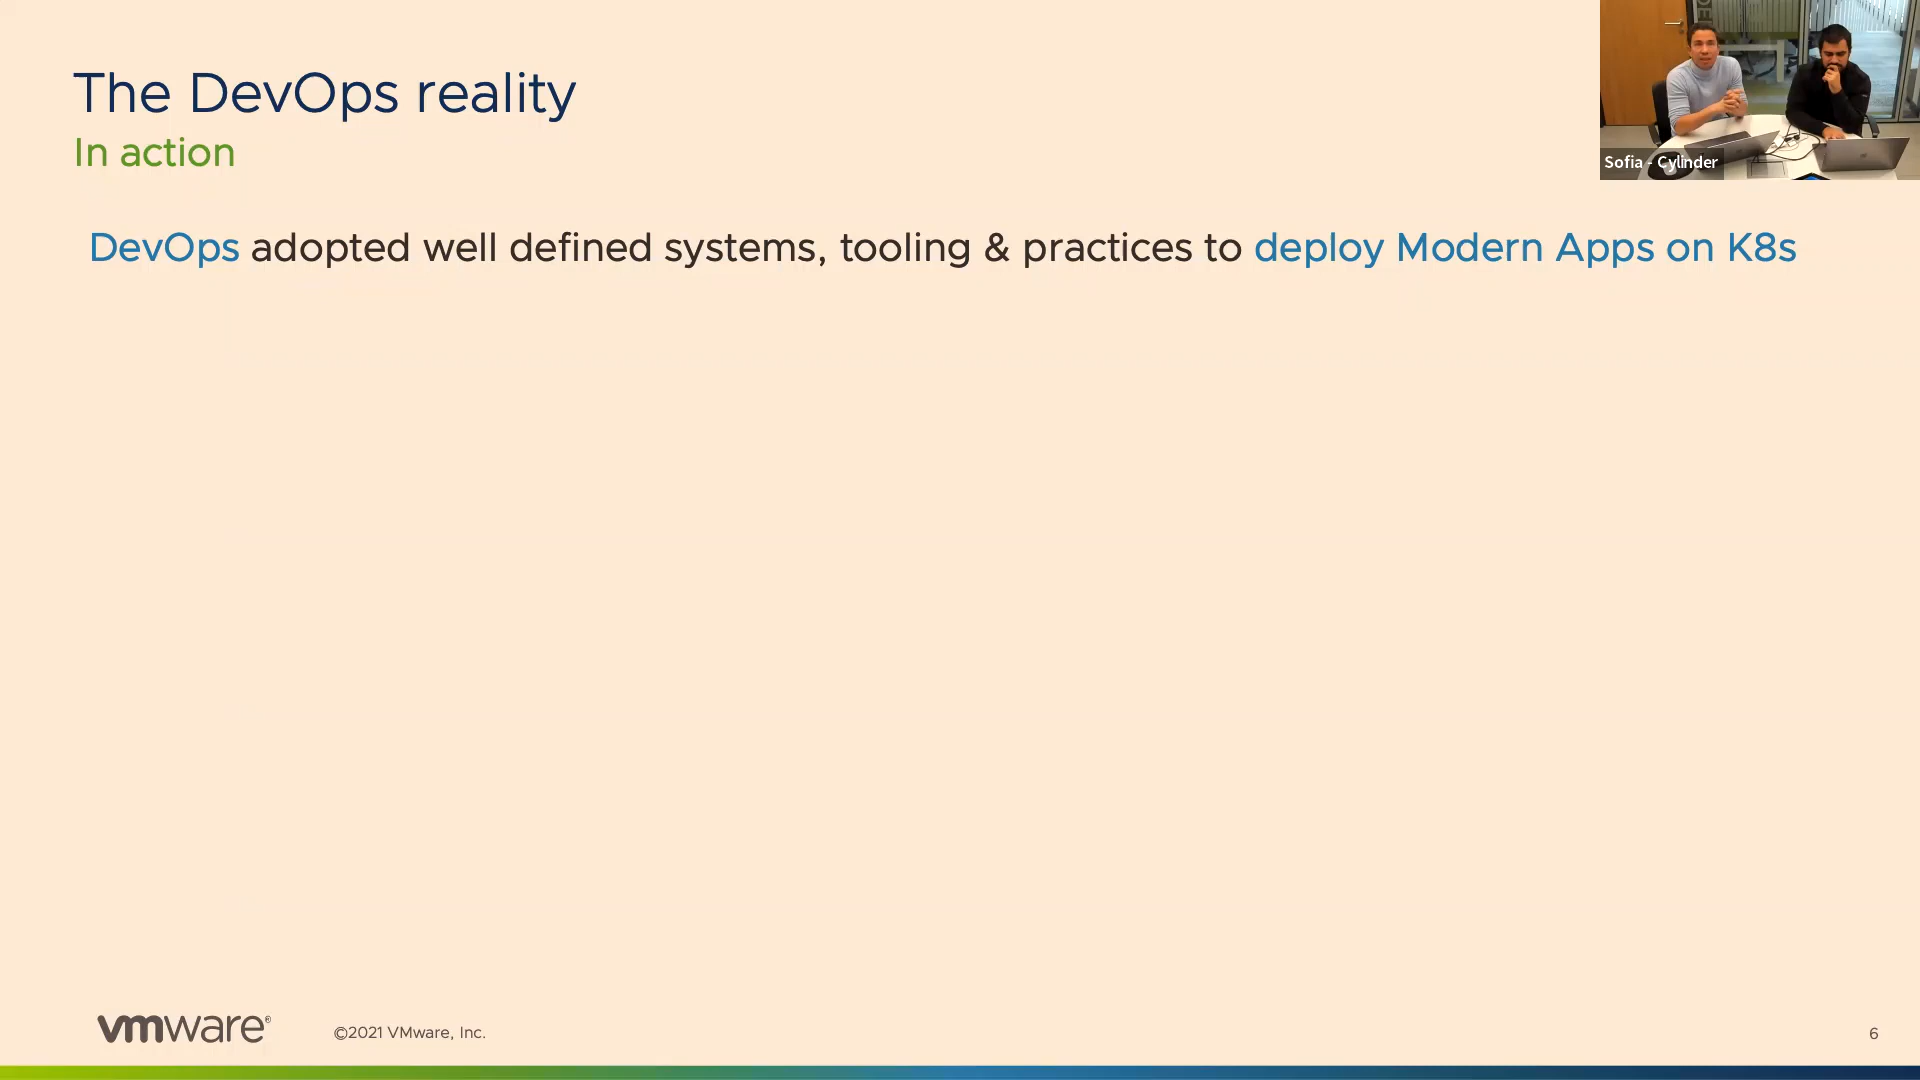 The DevOps reality
In action
Sofia - Cylinder
DevOps adopted well defined systems, tooling & practices to deploy Modern Apps on K8s
vmware®
©2021 VMware, Inc.
6